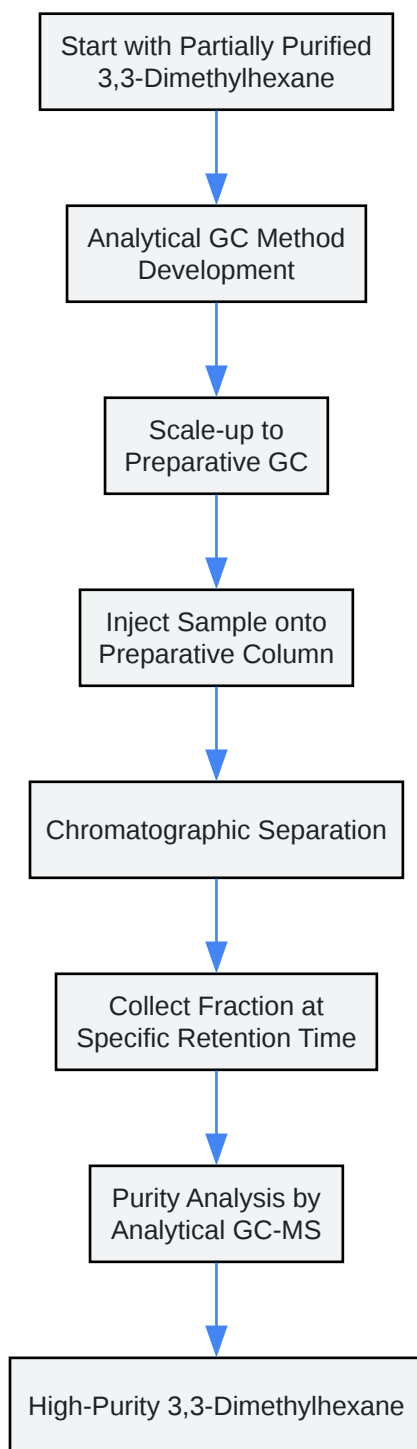 Start with Partially Purified
3,3-Dimethylhexane
Analytical GC Method
Development
Scale-up to
Preparative GC
Inject Sample onto
Preparative Column
Chromatographic Separation
Collect Fraction at
Specific Retention Time
Purity Analysis by
Analytical GC-MS
High-Purity 3,3-Dimethylhexane